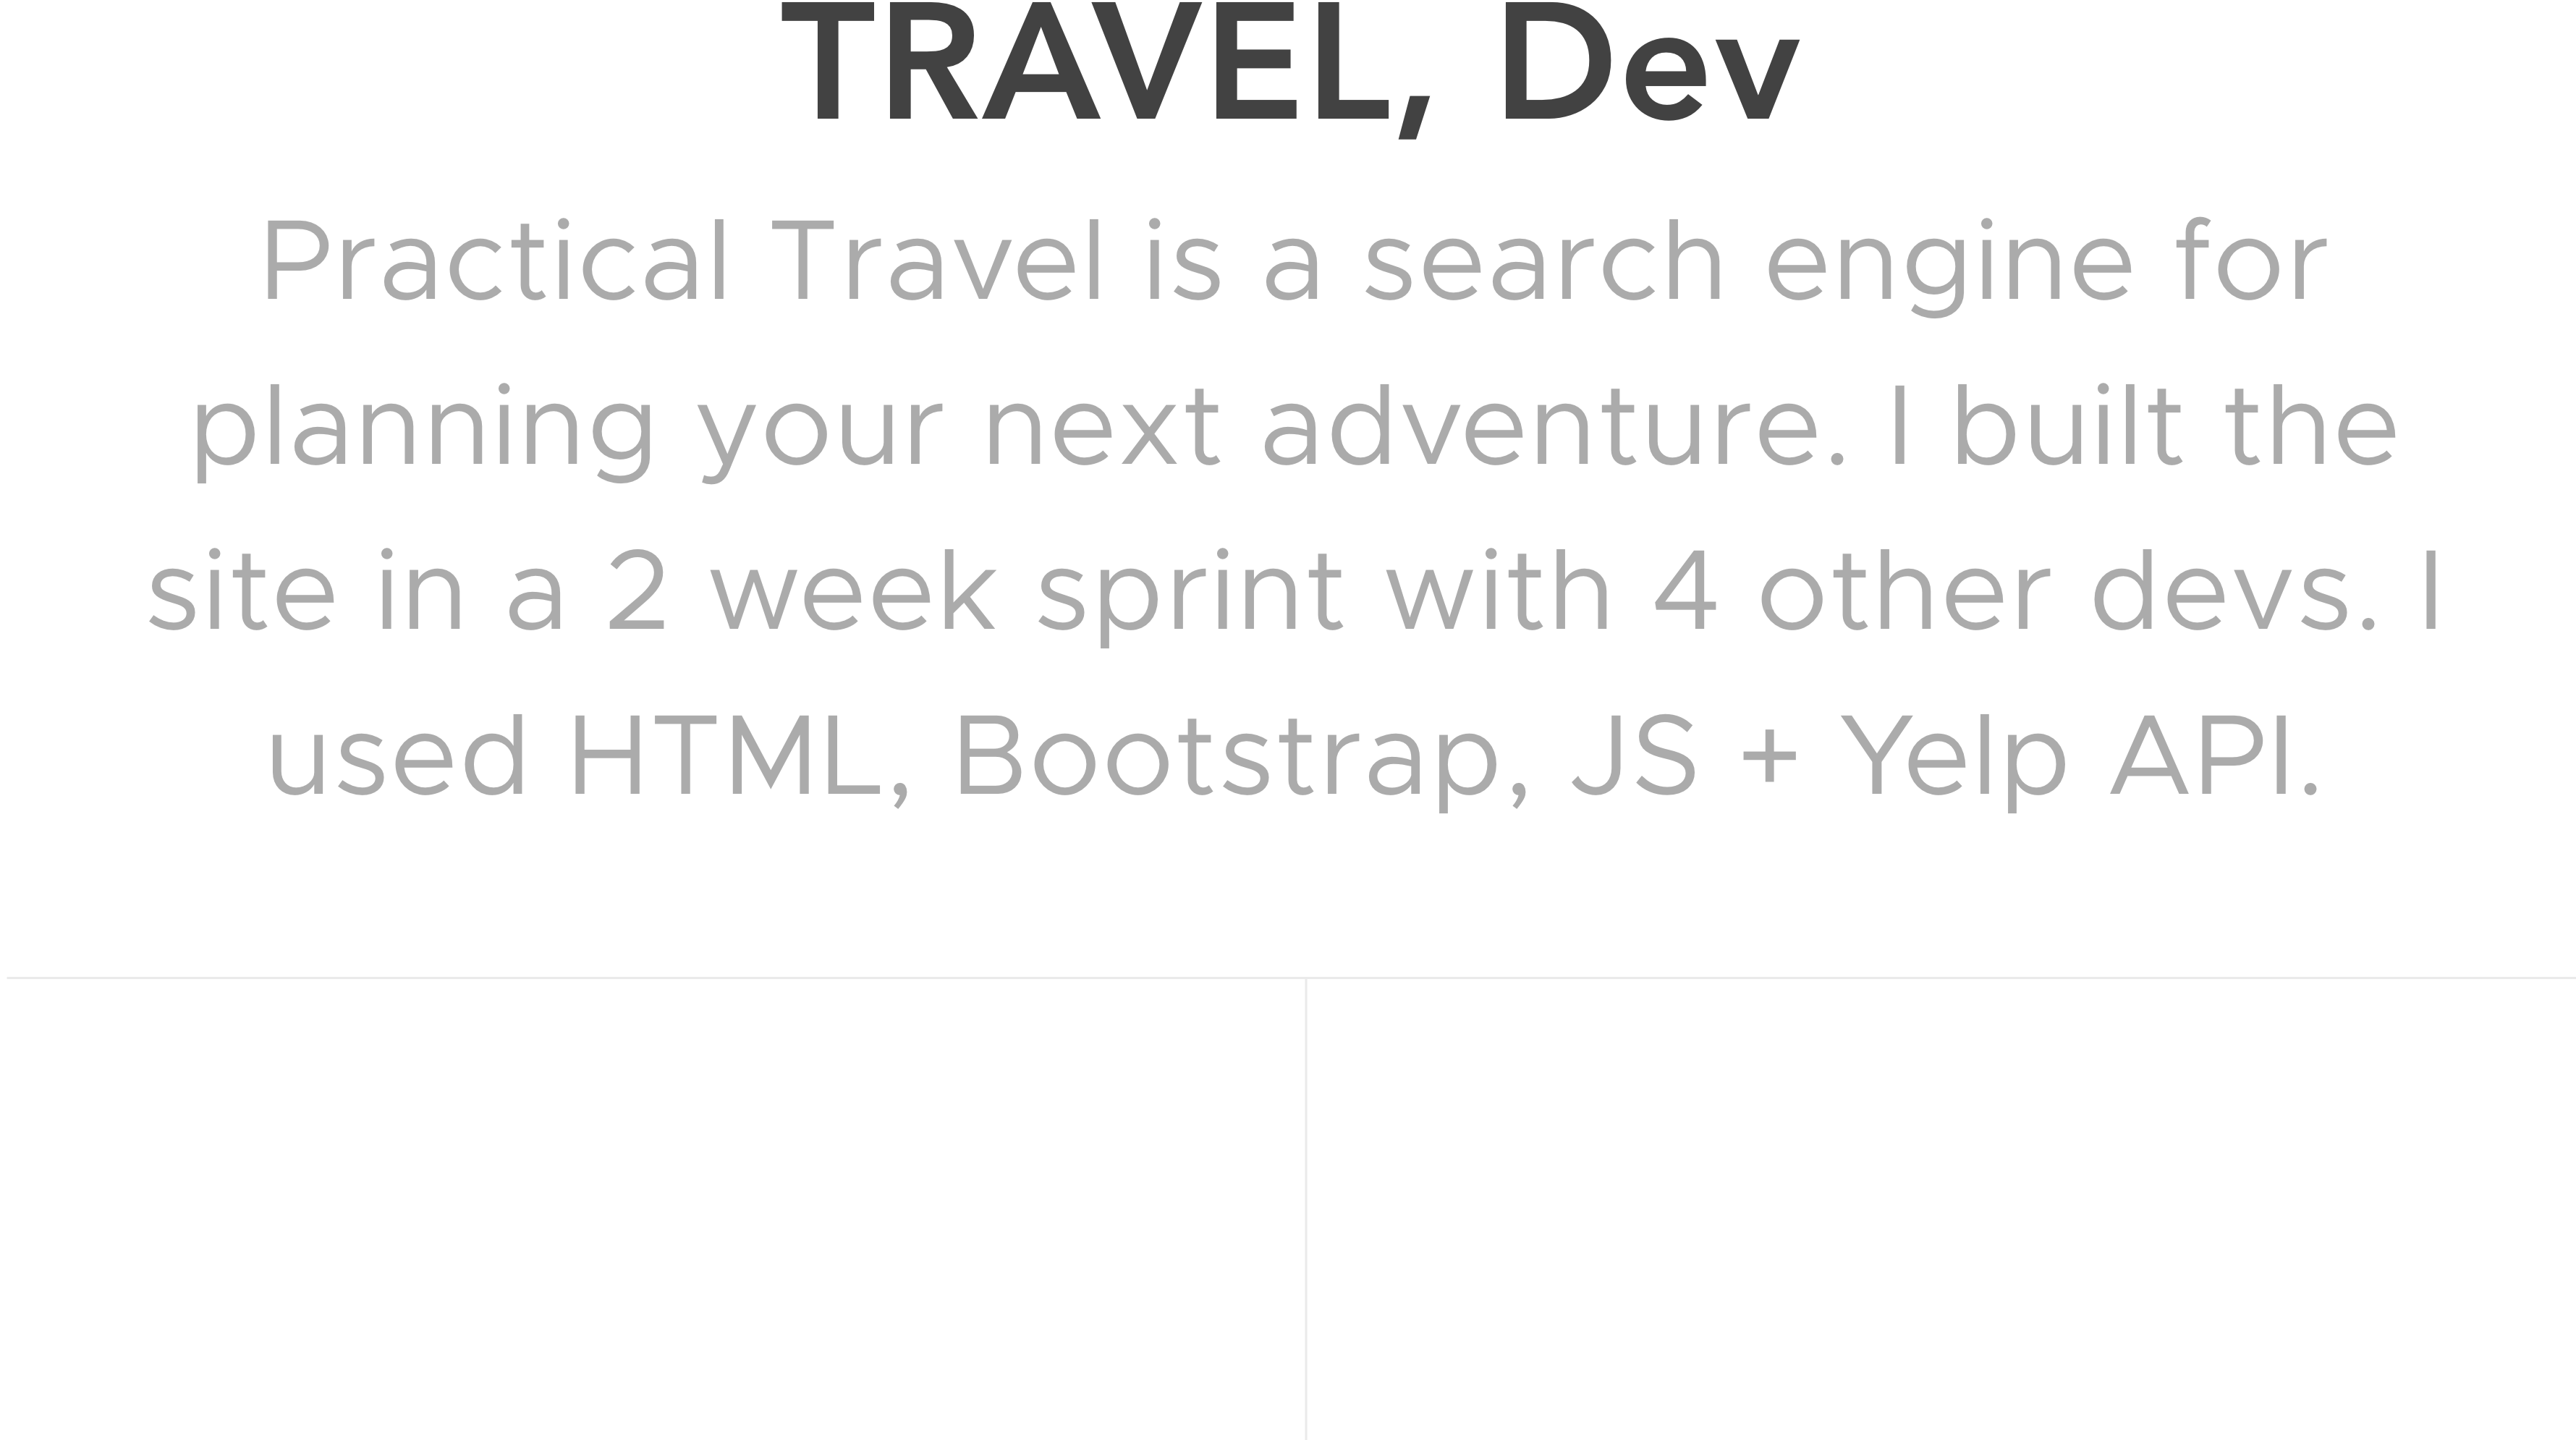 TRAVEL, Dev
Practical Travel is a search engine for
planning your next adventure. I built the
site in a 2 week sprint with 4 other devs. I
used HTML, Bootstrap, JS + Yelp API.